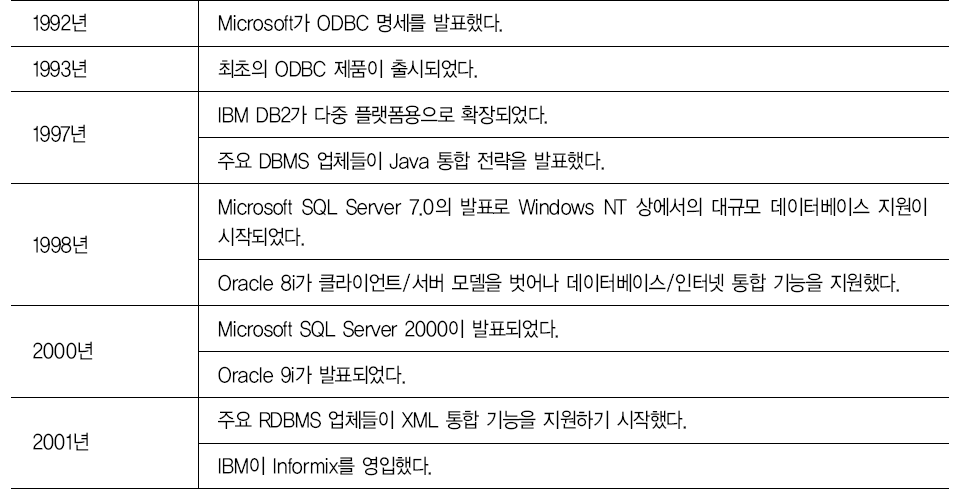 1992년
Microsoft가 ODBC 명세를 발표했다.
1993년
최초의 ODBC 제품이 출시되었다.
1997년
IBM DB2가 다중 플랫폼용으로 확장되었다.
주요 DBMS 업체들이 Java 통합 전략을 발표했다.
1998년
Microsoft SQL Server 7.0의 발표로 Windows NT 상에서의 대규모 데이터베이스 지원이
시작되었다.
Oracle 8i가 클라이언트/서버 모델을 벗어나 데이터베이스/인터넷 통합 기능을 지원했다.
2000년
Microsoft SQL Server 2000이 발표되었다.
Oracle 9i가 발표되었다.
2001년
주요 RDBMS 업체들이 XML 통합 기능을 지원하기 시작했다.
IBM이 Informix를 영입했다.